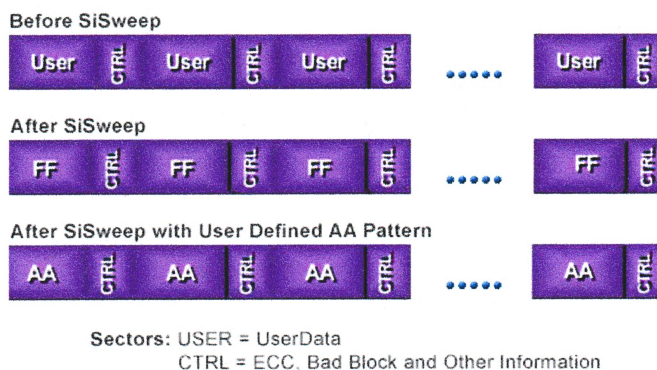 Before SiSweep
User CTRL User CTRL User CTRL ..... User CTRL
After SiSweep
FF CTRL FF CTRL FF CTRL ..... FF CTRL
After SiSweep with User Defined AA Pattern
AA CTRL AA CTRL AA CTRL ..... AA CTRL
Sectors: USER = UserData
CTRL = ECC, Bad Block and Other Information